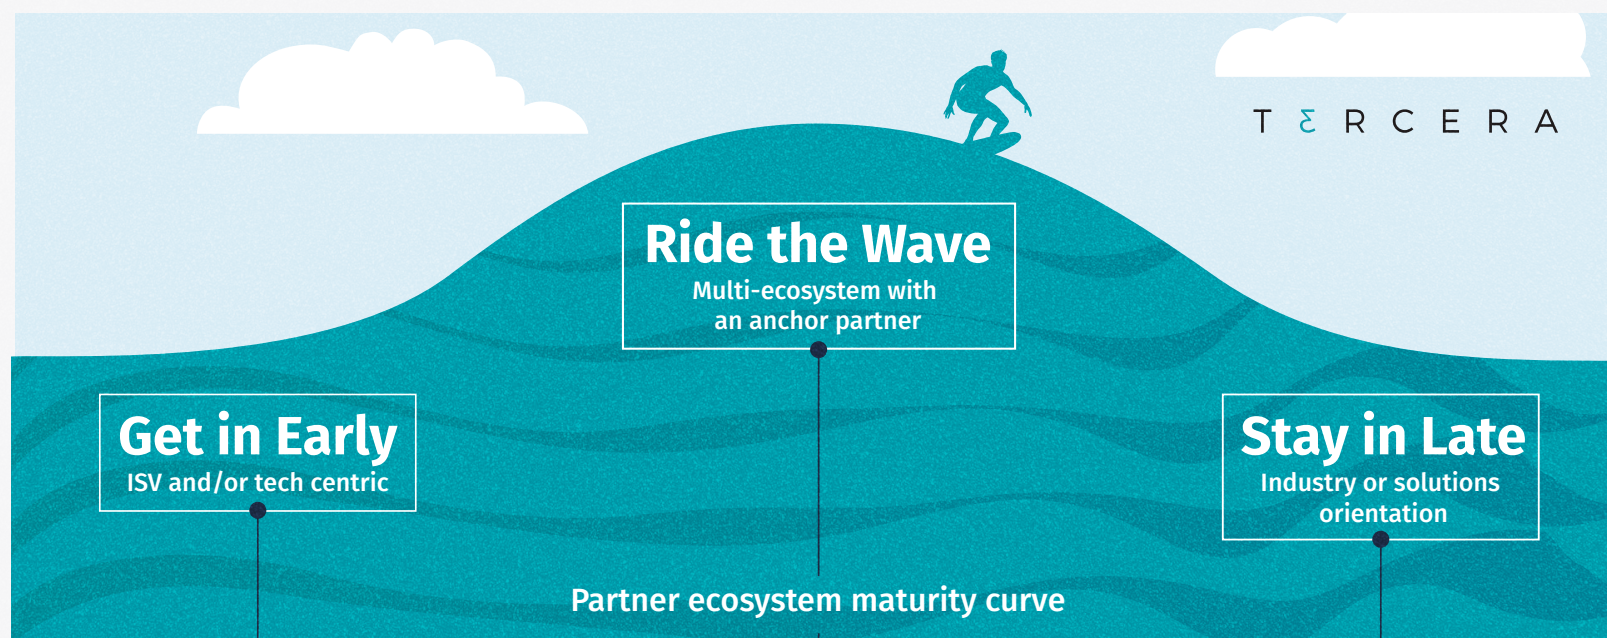 TERCERA
Ride the Wave
Multi-ecosystem with
an anchor partner
Get in Early
ISV and/or tech centric
Stay in Late
Industry or solutions
orientation
Partner ecosystem maturity curve